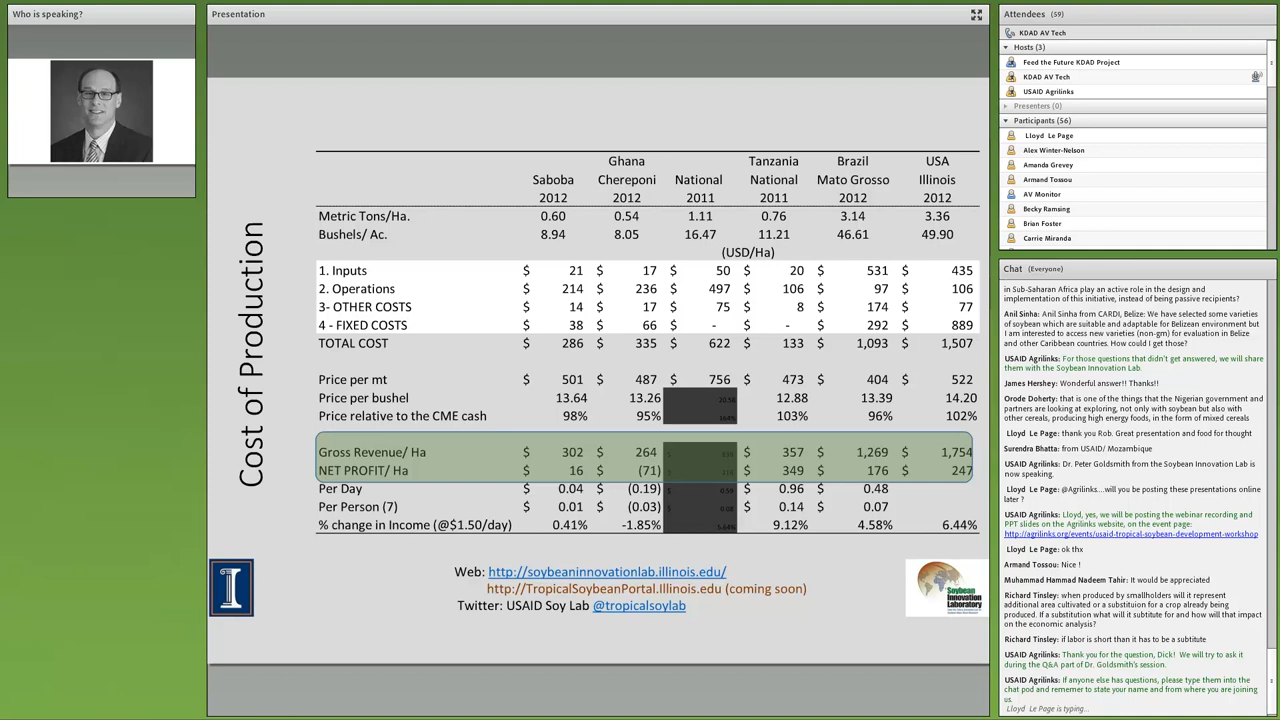 Who is speaking?
Presentation
Cost of Production
Ghana Tanzania Brazil USA
Saboba Chereponi National National Mato Grosso Illinois
2012 2012 2011 2011 2012 2012
Metric Tons/Ha. 0.60 0.54 1.11 0.76 3.14 3.36
Bushels/ Ac. 8.94 8.05 16.47 11.21 46.61 49.90
(USD/Ha)
1. Inputs $ 21 $ 17 $ 50 $ 20 $ 531 $ 435
2. Operations $ 214 $ 236 $ 497 $ 106 $ 97 $ 106
3- OTHER COSTS $ 14 $ 17 $ 75 $ 8 $ 174 $ 77
4 - FIXED COSTS $ 38 $ 66 $ - $ - $ 292 $ 889
TOTAL COST $ 286 $ 335 $ 622 $ 133 $ 1,093 $ 1,507
Price per mt $ 501 $ 487 $ 756 $ 473 $ 404 $ 522
Price per bushel 13.64 13.26 20.58 12.88 13.39 14.20
Price relative to the CME cash 98% 95% 103% 96% 102%
Gross Revenue/ Ha $ 302 $ 264 $ $ 357 $ 1,269 $ 1,754
NET PROFIT/ Ha $ 16 $ (71) $ $ 349 $ 176 $ 247
Per Day $ 0.04 $ (0.19) $ $ 0.96 $ 0.48
Per Person (7) $ 0.01 $ (0.03) $ $ 0.14 $ 0.07
% change in Income (@$1.50/day) 0.41% -1.85% 9.12% 4.58% 6.44%
Web: http://soybeaninnovationlab.illinois.edu/
http://TropicalSoybeanPortal.Illinois.edu (coming soon)
Twitter: USAID Soy Lab @tropicalsoylab
I
Soybean
Innovation
Laboratory
Attendees (59)
KDAD AV Tech
Hosts (3)
Feed the Future KDAD Project
KDAD AV Tech
USAID Agrilinks
Presenters (0)
Participants (56)
Lloyd Le Page
Alex Winter-Nelson
Amanda Grevey
Armand Tossou
AV Monitor
Becky Ramsing
Brian Foster
Carrie Miranda
Chat (Everyone)
in Sub-Saharan Africa play an active role in the design and
implementation of this initiative, instead of being passive recipients?
Anil Sinha: Anil Sinha from CARDI, Belize: We have selected some varieties
of soybean which are suitable and adaptable for Belizean environment but
I am interested to access new varieties (non-gm) for evaluation in Belize
and other Caribbean countries. How could I get those?
USAID Agrilinks: For those questions that didn't get answered, we will share
them with the Soybean Innovation Lab.
James Hershey: Wonderful answer!! Thanks!!
Orode Doherty: that is one of the things that the Nigerian government and
partners are looking at exploring, not only with soybean but also with
other cereals, producing high energy foods, in the form of mixed cereals
Lloyd Le Page: thank you Rob. Great presentation and food for thought
Surendra Bhatta: from USAID/ Mozambique
USAID Agrilinks: Dr. Peter Goldsmith from the Soybean Innovation Lab is
now speaking.
Lloyd Le Page: @Agrilinks....will you be posting these presentations online
later ?
USAID Agrilinks: Lloyd, yes, we will be posting the webinar recording and
PPT slides on the Agrilinks website, on the event page:
http://agrilinks.org/events/usaid-tropical-soybean-development-workshop
Lloyd Le Page: ok thx
Armand Tossou: Nice !
Muhammad Hammad Nadeem Tahir: It would be appreciated
Richard Tinsley: when produced by smallholders will it represent
additional area cultivated or a substituion for a crop already being
produced. If a substitution what will it subtitute for and how will that impact
on the economic analysis?
Richard Tinsley: if labor is short than it has to be a subtitute
USAID Agrilinks: Thank you for the question, Dick! We will try to ask it
during the Q&A part of Dr. Goldsmith's session.
USAID Agrilinks: If anyone else has questions, please type them into the
chat pod and rememer to state your name and from where you are joining
us.
Lloyd Le Page is typing...